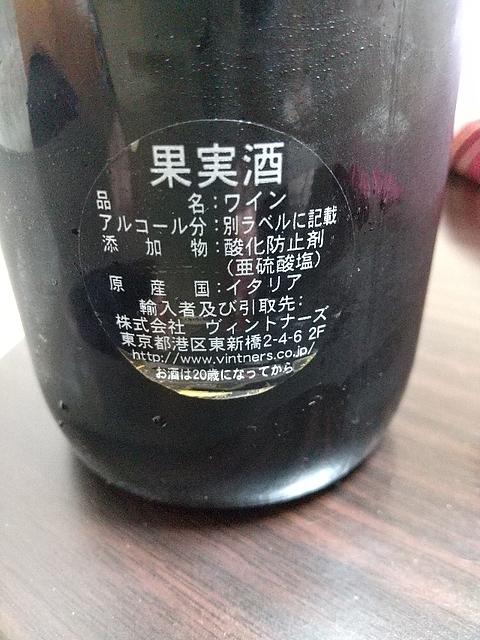 果実酒
品名:ワイン
アルコール分:別ラベルに記載
添加物:酸化防止剤
(亜硫酸塩)
原産国:イタリア
輸入者及び引取先:
株式会社 ヴィントナーズ
東京都港区東新橋2-4-6 2F
http://www.vintners.co.jp/
お酒は20歳になってから